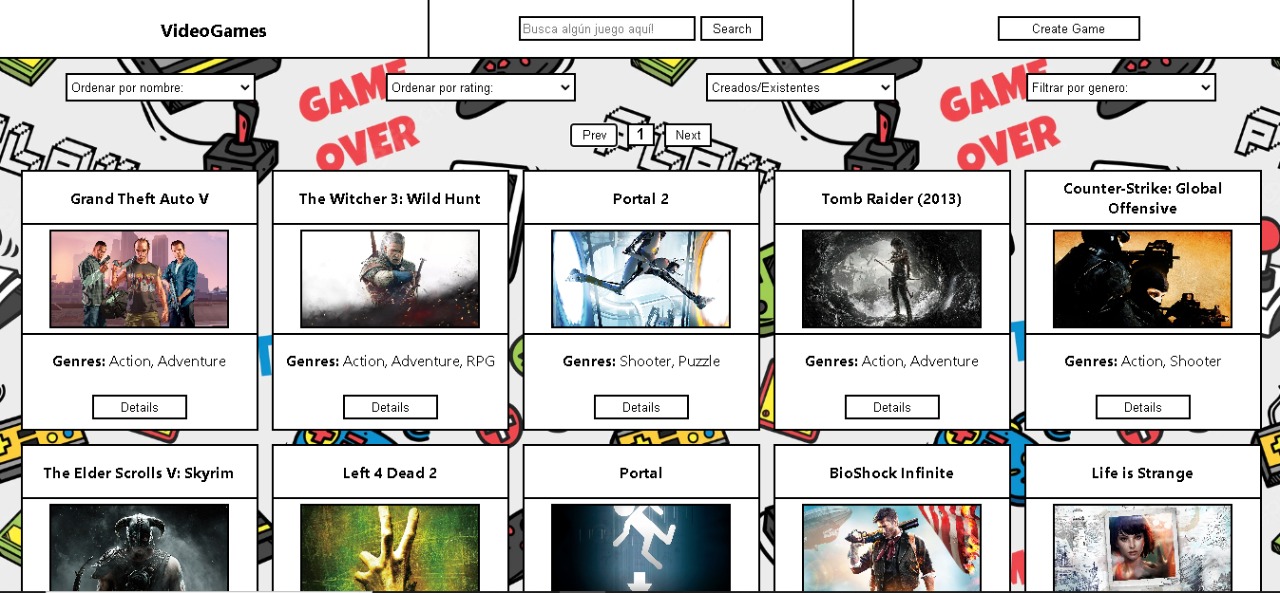 VideoGames
Busca algún juego aquí!
Search
Create Game
Ordenar por nombre:
Ordenar por rating:
Creados/Existentes
Filtrar por genero:
GAME
OVER
GAME
OVER
Prev
1
Next
Grand Theft Auto V
The Witcher 3: Wild Hunt
Portal 2
Tomb Raider (2013)
Counter-Strike: Global
Offensive
Genres: Action, Adventure
Genres: Action, Adventure, RPG
Genres: Shooter, Puzzle
Genres: Action, Adventure
Genres: Action, Shooter
Details
Details
Details
Details
Details
The Elder Scrolls V: Skyrim
Left 4 Dead 2
Portal
BioShock Infinite
Life is Strange